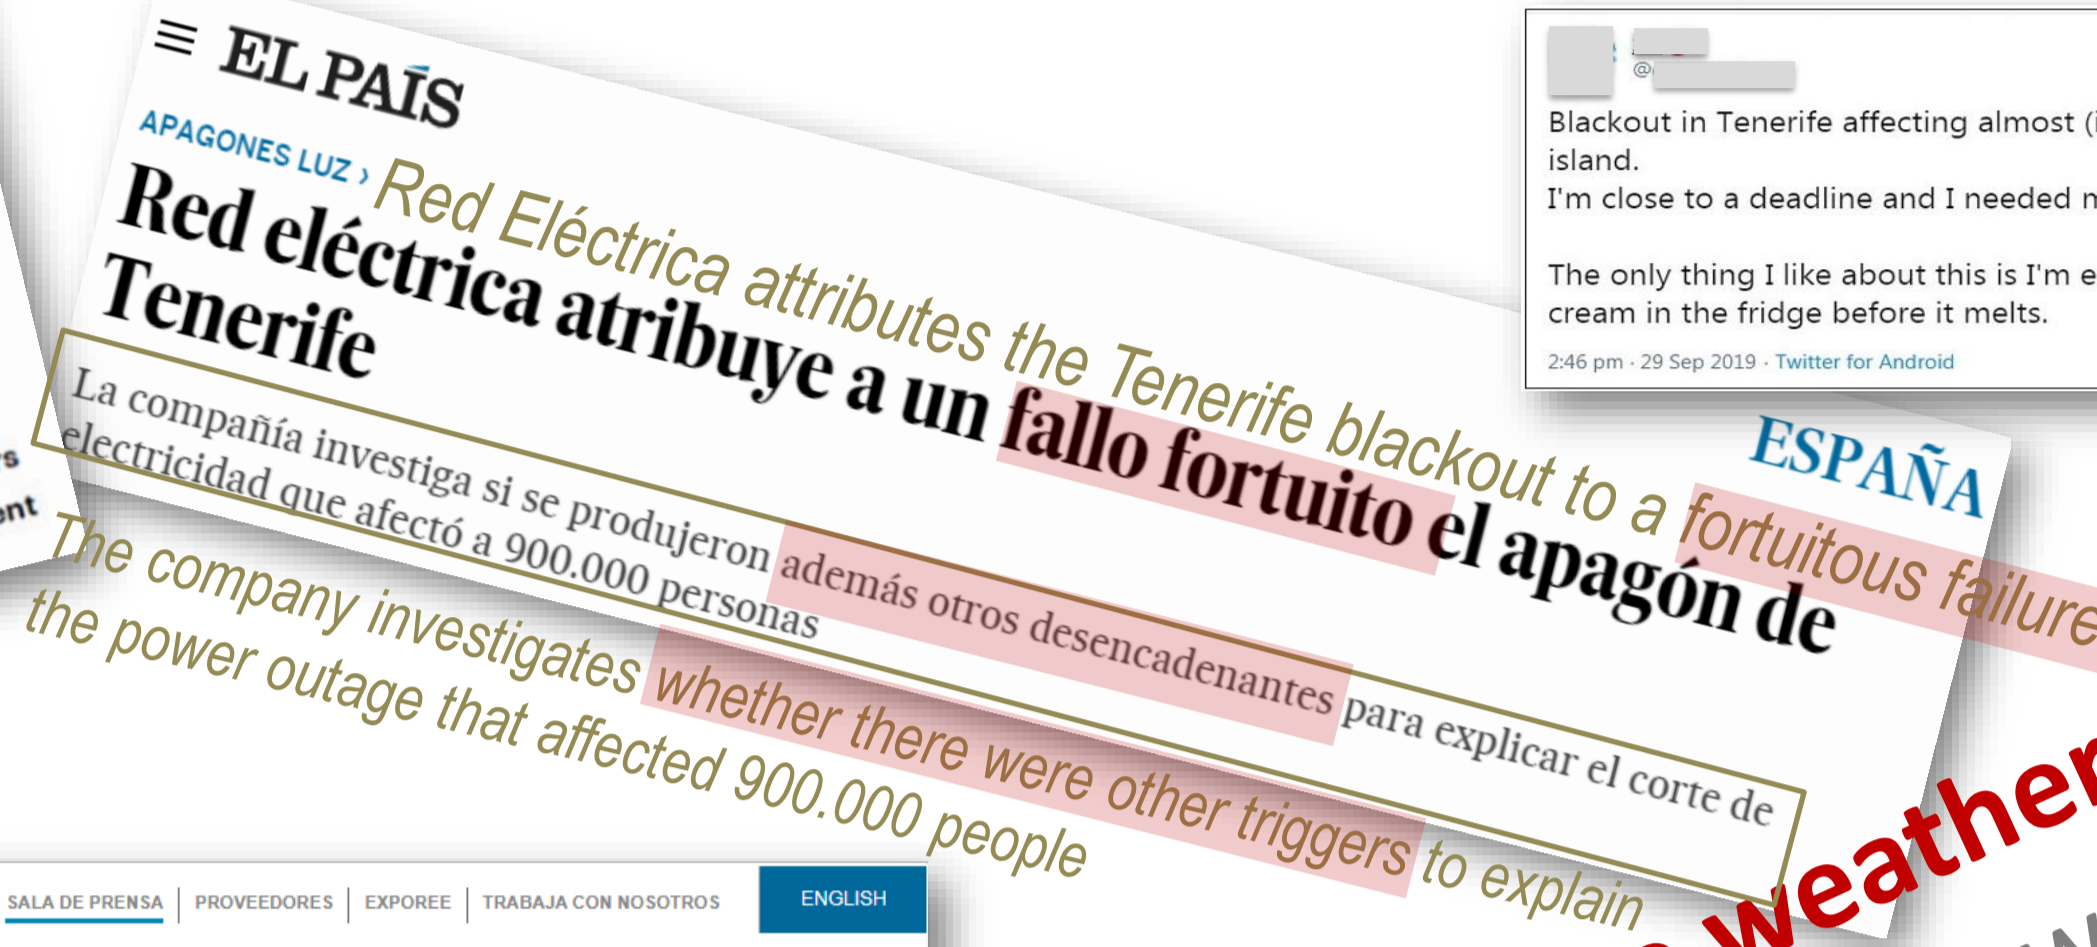 EL PAÍS
APAGONES LUZ ›
Red Eléctrica attributes the Tenerife blackout to a fortuitous failure
Red eléctrica atribuye a un fallo fortuito el apagón de
Tenerife
La compañía investiga si se produjeron además otros desencadenantes para explicar el corte de
electricidad que afectó a 900.000 personas
The company investigates whether there were other triggers to explain
the power outage that affected 900.000 people
ESPAÑA
@
Blackout in Tenerife affecting almost (
island.
I'm close to a deadline and I needed
The only thing I like about this is I'm
cream in the fridge before it melts.
2:46 pm · 29 Sep 2019 · Twitter for Android
weather
SALA DE PRENSA | PROVEEDORES | EXPOREE | TRABAJA CON NOSOTROS
ENGLISH